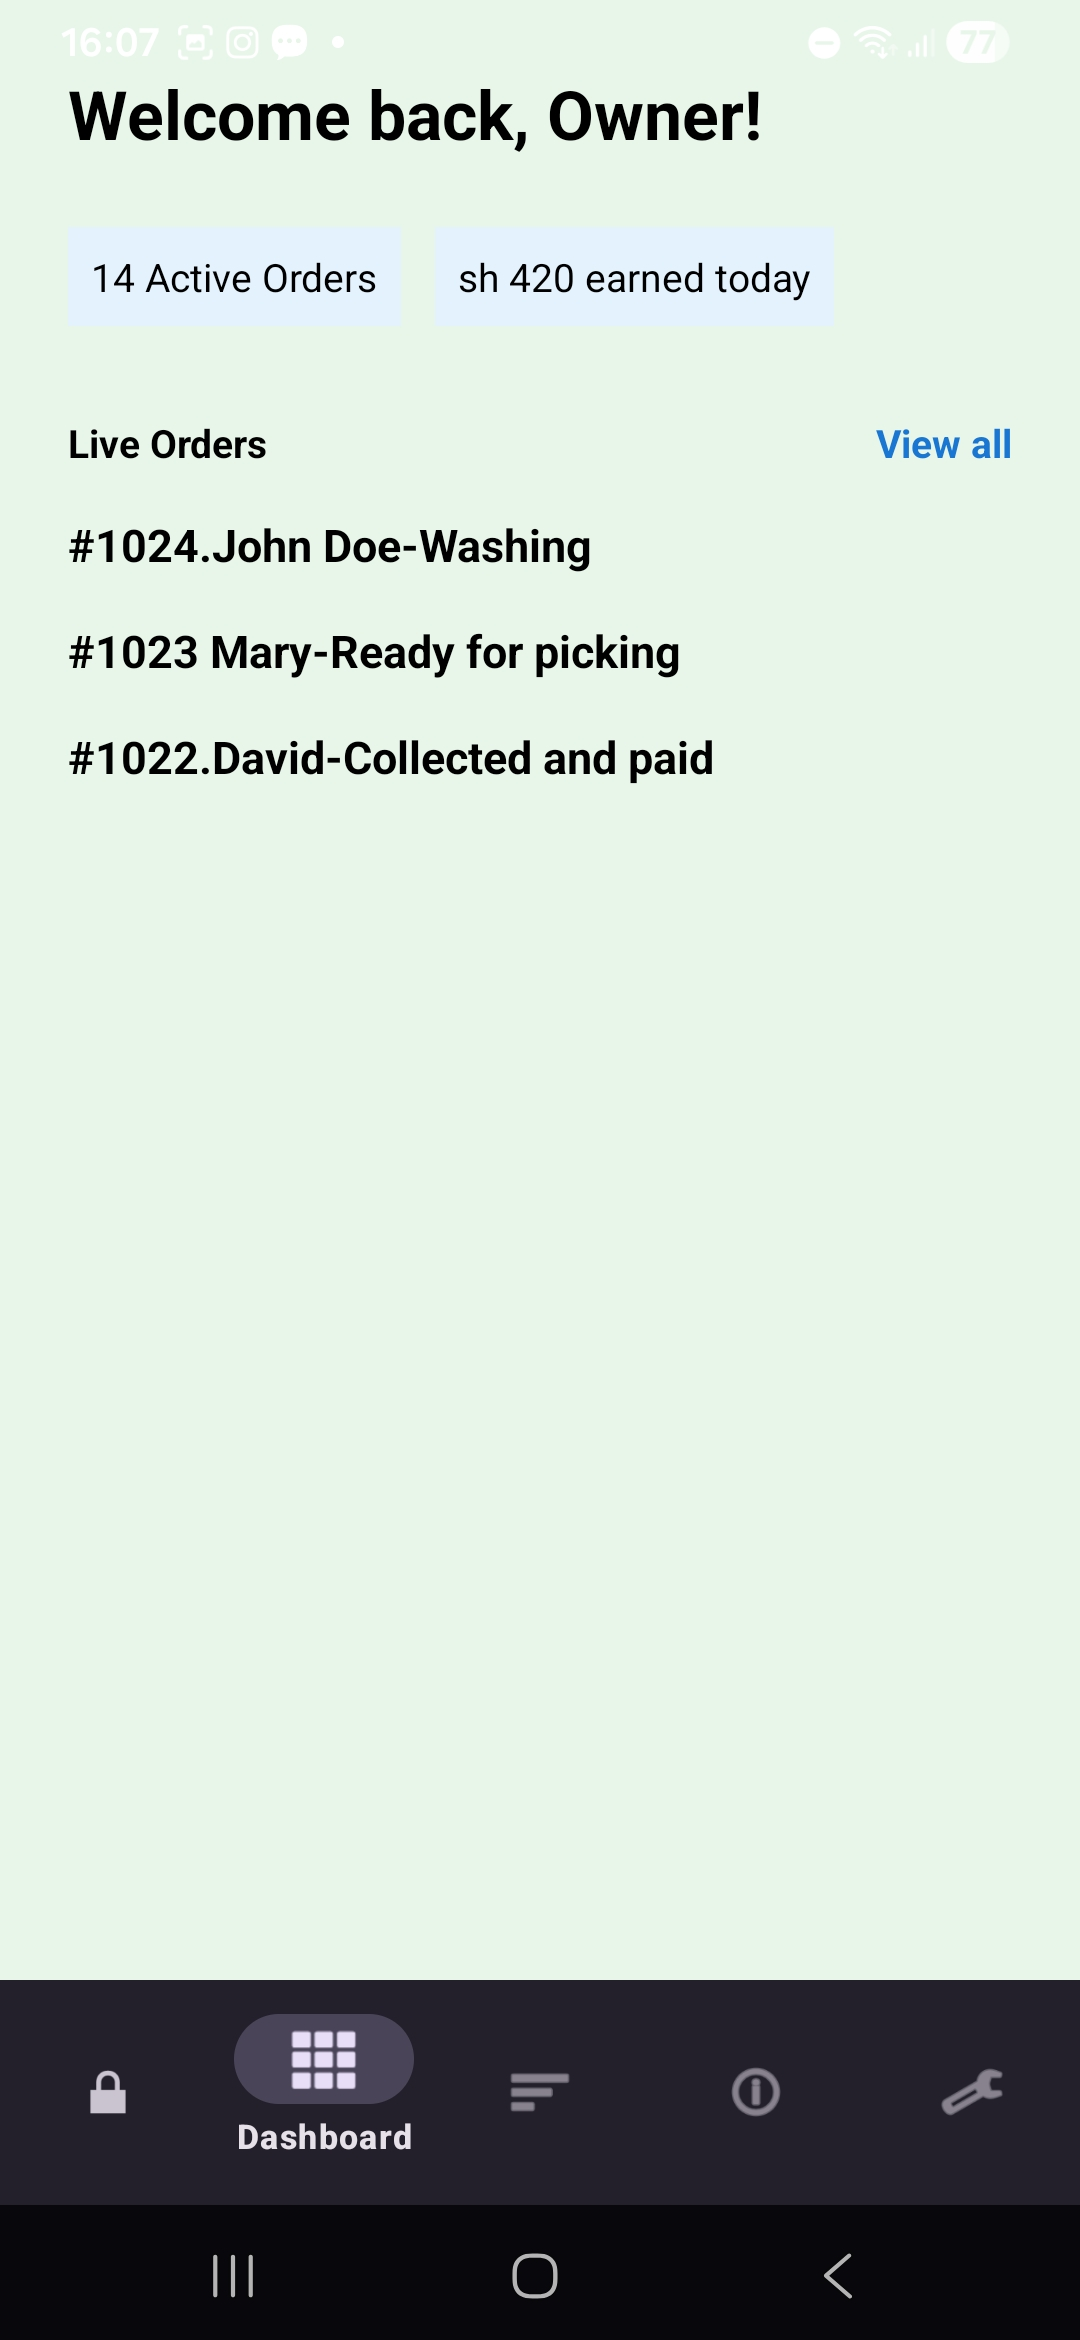 16:07
77
Welcome back, Owner!
14 Active Orders
sh 420 earned today
Live Orders
View all
#1024.John Doe-Washing
#1023 Mary-Ready for picking
#1022.David-Collected and paid
Dashboard